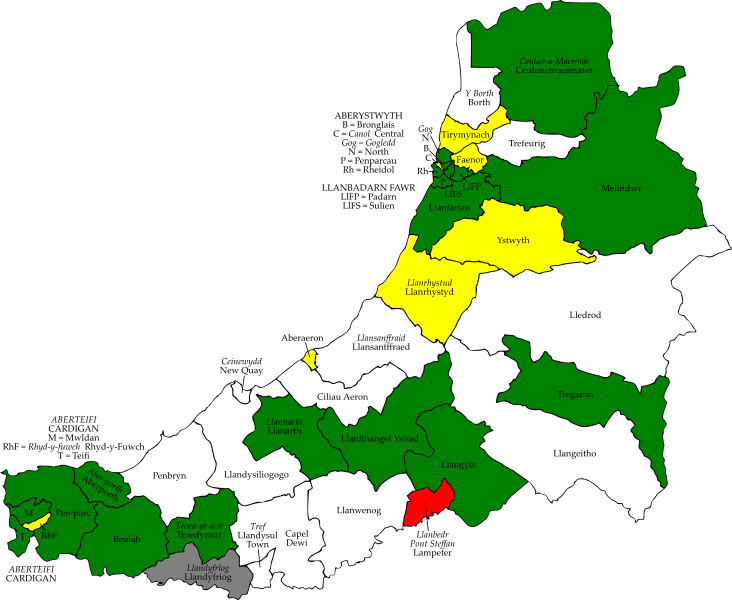 Ceulan-a-Maesmor
Ceulanamaesmawr
Y Borth
Borth
ABERYSTWYTH
B = Bronglais
C = Canol Central
Gog = Gogledd
N = North
P = Penparcau
Rh = Rheidol
LLANBADARN FAWR
LlFP = Padarn
LlFS = Sulien
Gog
N
B
C
Rh
P
LlFS
LlFP
Tirymynach
Trefeurig
Faenor
Melindwr
Llanfarian
Ystwyth
Llanrhystud
Llanrhystyd
Lledrod
Aberaeron
Llansanffraid
Llansantffraed
Ceinewydd
New Quay
Ciliau Aeron
Tregaron
Llannarth
Llanarth
Llanfihangel Ystrad
Llangybi
Llangeitho
ABERTEIFI
CARDIGAN
M = Mwldan
RhF = Rhyd-y-fuwch Rhyd-y-Fuwch
T = Teifi
Aber-porth
Aberporth
Penbryn
Llandysiliogogo
M
Pen-parc
T
RhF
Beulah
Troed-yr-aur
Troedyraur
Tref
Llandysul
Town
Capel
Dewi
Llanwenog
Llanbedr
Pont Steffan
Lampeter
ABERTEIFI
CARDIGAN
Llandyfriog
Llandyfriog